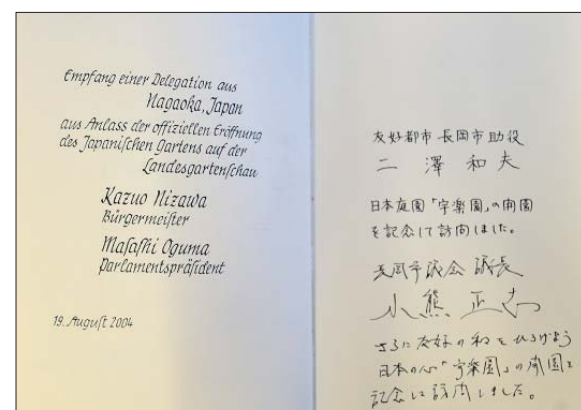 Empfang einer Delegation aus
Nagaoka, Japan
aus Anlass der offiziellen Eröffnung
des Japaniſchen Gartens auf der
Landesgartenſchau
Kazuo Nizawa
Bürgermeiſter
Maſaſhi Oguma
Parlamentspräſident
19. Auguſt 2004
友好都市 長岡市助役
二澤和夫
日本庭園「宇楽園」の開園
を記念して訪問しました。
長岡市議会 議長
小熊正志
さらに友好の和をひろげよう
日本の心"宇楽園"の開園を
記念し訪問しました。